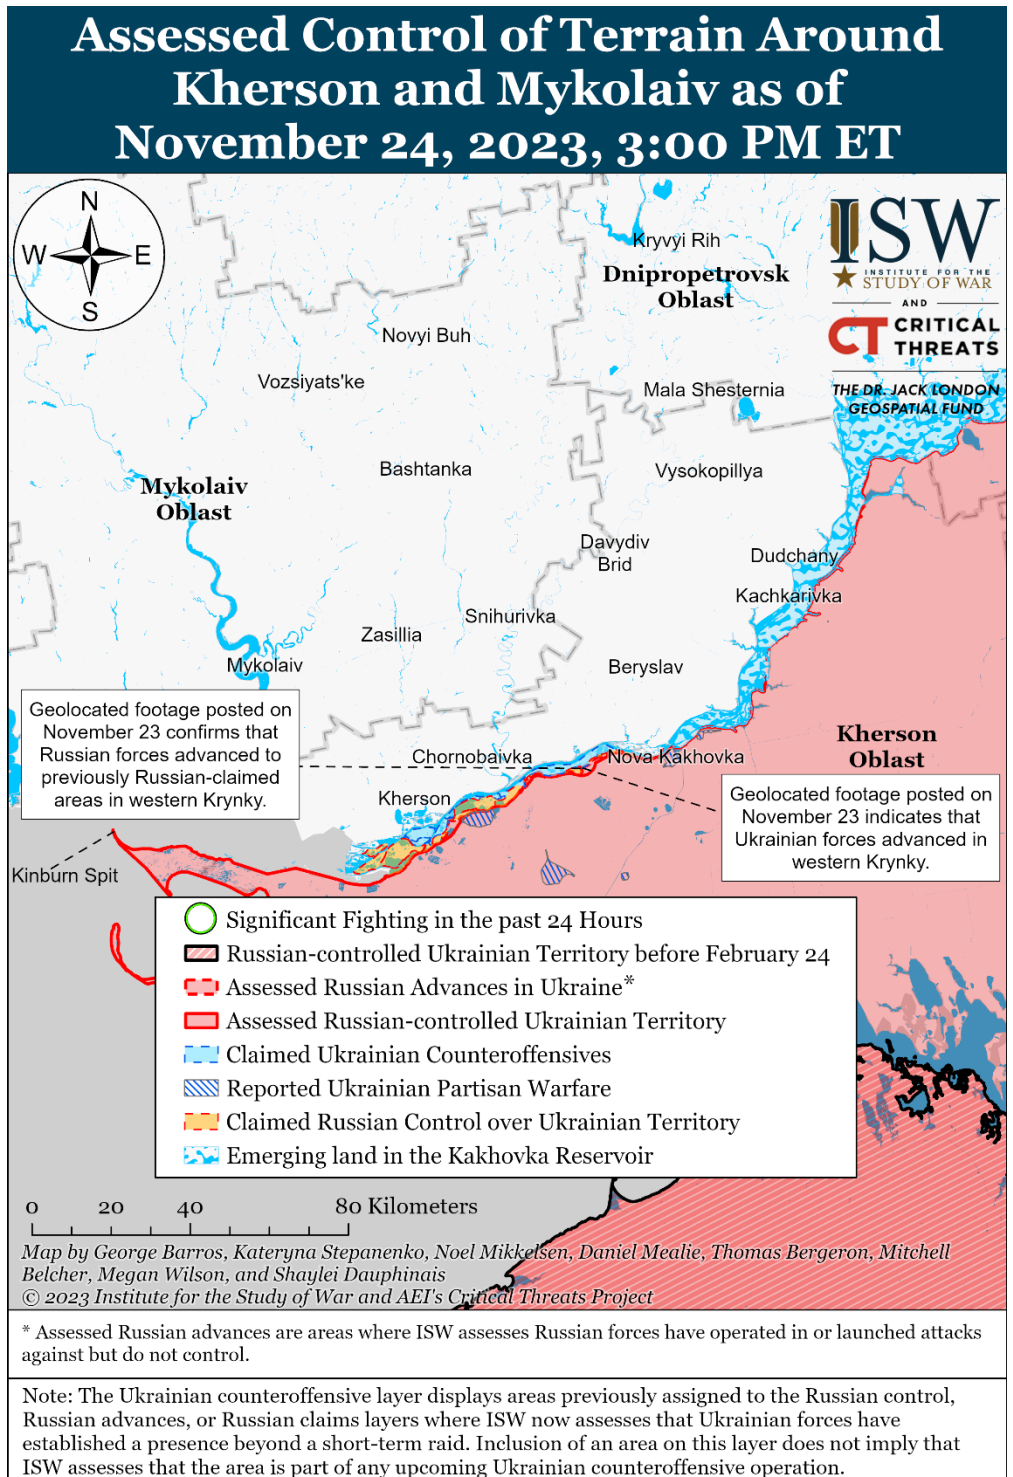 Assessed Control of Terrain Around
Kherson and Mykolaiv as of
November 24, 2023, 3:00 PM ET
N
W
E
S
ISW
INSTITUTE FOR THE
STUDY OF WAR
AND
CT CRITICAL
THREATS
THE DR. JACK LONDON
GEOSPATIAL FUND
Kryvyi Rih
Dnipropetrovsk
Oblast
Novyi Buh
Vozsiyats'ke
Mala Shesternia
Bashtanka
Vysokopillya
Mykolaiv
Oblast
Davydiv
Brid
Dudchany
Kachkarivka
Snihurivka
Zasillia
Mykolaiv
Beryslav
Geolocated footage posted on
November 23 confirms that
Russian forces advanced to
previously Russian-claimed
areas in western Krynky.
Chornobaivka
Nova Kakhovka
Kherson
Oblast
Kherson
Geolocated footage posted on
November 23 indicates that
Ukrainian forces advanced in
western Krynky.
Kinburn Spit
Significant Fighting in the past 24 Hours
Russian-controlled Ukrainian Territory before February 24
Assessed Russian Advances in Ukraine*
Assessed Russian-controlled Ukrainian Territory
Claimed Ukrainian Counteroffensives
Reported Ukrainian Partisan Warfare
Claimed Russian Control over Ukrainian Territory
Emerging land in the Kakhovka Reservoir
0 20 40 80 Kilometers
Map by George Barros, Kateryna Stepanenko, Noel Mikkelsen, Daniel Mealie, Thomas Bergeron, Mitchell
Belcher, Megan Wilson, and Shaylei Dauphinais
© 2023 Institute for the Study of War and AEI's Critical Threats Project
* Assessed Russian advances are areas where ISW assesses Russian forces have operated in or launched attacks
against but do not control.
Note: The Ukrainian counteroffensive layer displays areas previously assigned to the Russian control,
Russian advances, or Russian claims layers where ISW now assesses that Ukrainian forces have
established a presence beyond a short-term raid. Inclusion of an area on this layer does not imply that
ISW assesses that the area is part of any upcoming Ukrainian counteroffensive operation.